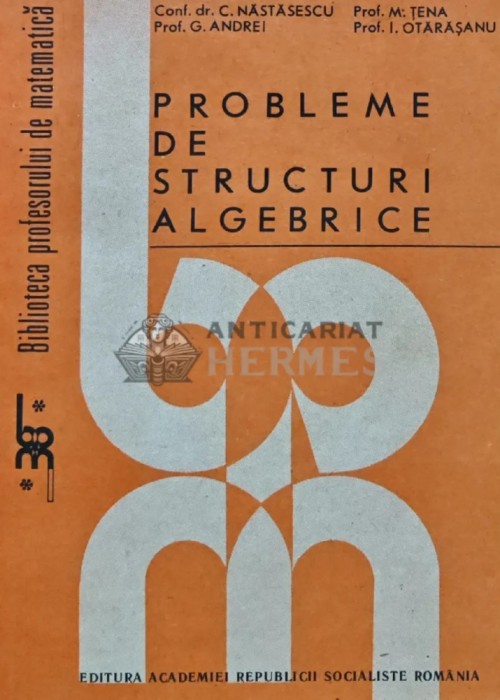 Conf. dr. C. NĂSTĂSESCU Prof. M. ȚENA
Prof. G. ANDREI Prof. I. OTĂRĂȘANU
PROBLEME
DE
STRUCTURI
ALGEBRICE
Biblioteca profesorului de matematică
ANTICARIAT
HERMES
*38*
EDITURA ACADEMIEI REPUBLICII SOCIALISTE ROMÂNIA